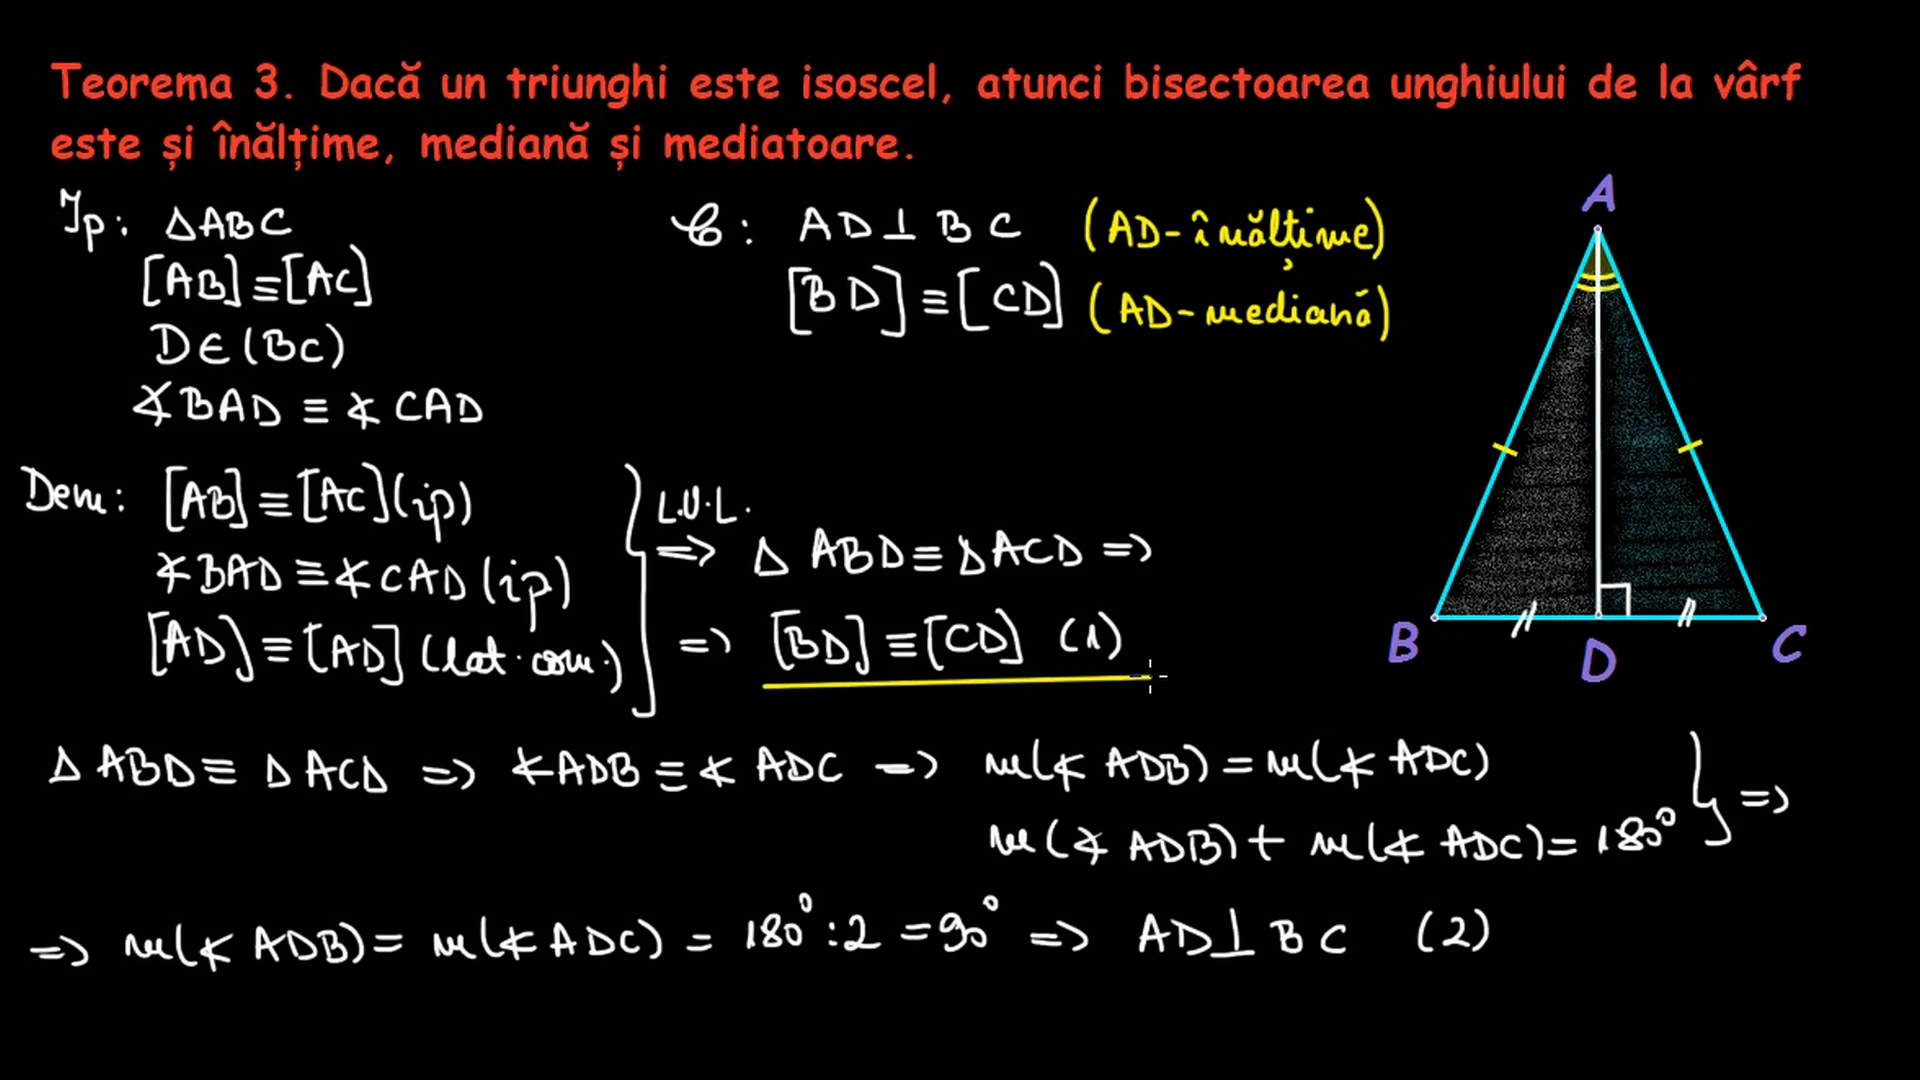 Teorema 3. Dacă un triunghi este isoscel, atunci bisectoarea unghiului de la vârf
este și înălțime, mediană și mediatoare.
Ip: ΔABC
[AB]≡[AC]
D∈(BC)
∢BAD ≡ ∢CAD
C: AD⊥BC (AD-înălțime)
[BD]≡[CD] (AD-mediană)
A
B
D
C
Dem: [AB]≡[AC](ip)
∢BAD≡∢CAD(ip)
[AD]≡[AD](lat.com.)
L.U.L.
=> ΔABD≡ΔACD =>
=> [BD]≡[CD] (1)
ΔABD≡ΔACD => ∢ADB≡∢ADC => m(∢ADB)=m(∢ADC)
m(∢ADB)+m(∢ADC)=180° =>
=> m(∢ADB)=m(∢ADC)=180°:2=90° => AD⊥BC (2)